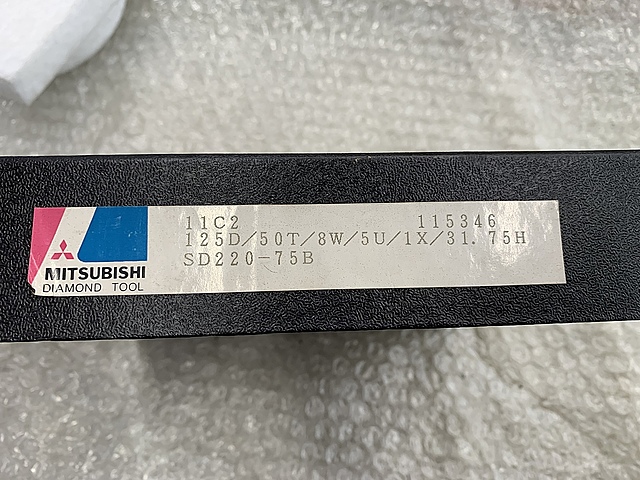 11C2 115346
125D/50T/8W/5U/1X/31.75H
SD220-75B
MITSUBISHI
DIAMOND TOOL